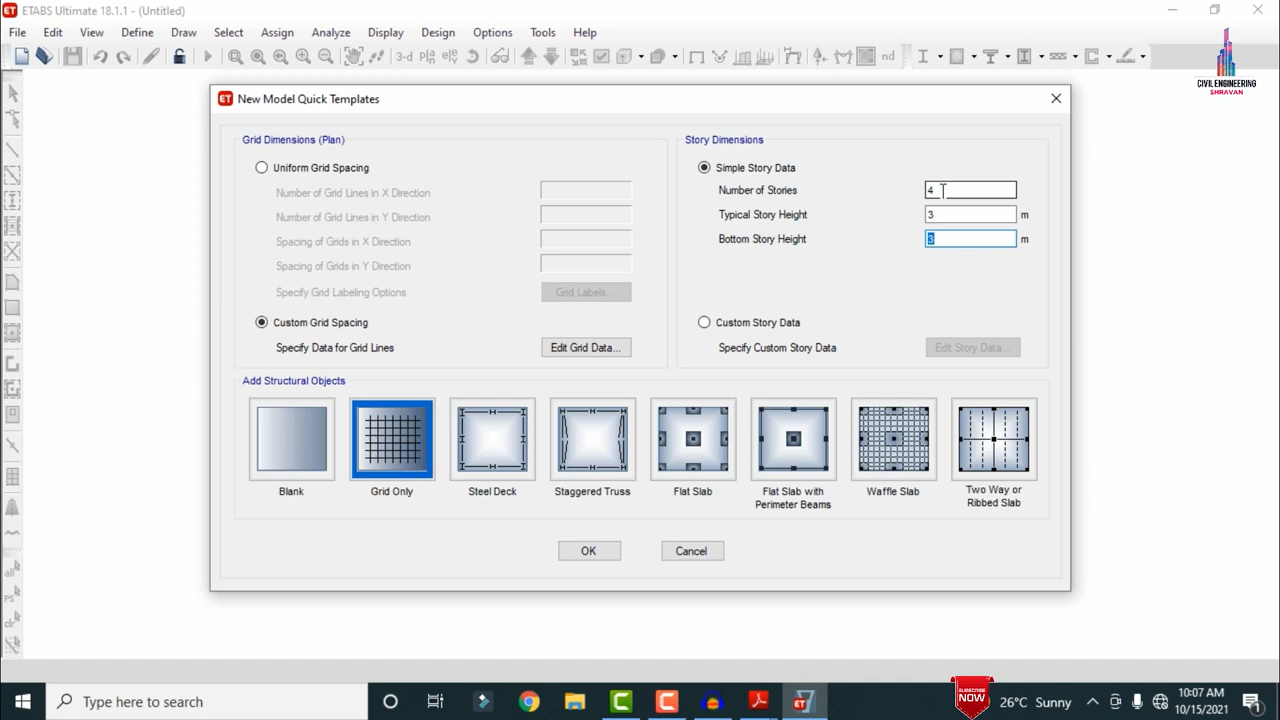 ETABS Ultimate 18.1.1 - (Untitled)
File Edit View Define Draw Select Assign Analyze Display Design Options Tools Help
3-d nd
CIVIL ENGINEERING
SHRAVAN
New Model Quick Templates
Grid Dimensions (Plan)
Uniform Grid Spacing
Number of Grid Lines in X Direction
Number of Grid Lines in Y Direction
Spacing of Grids in X Direction
Spacing of Grids in Y Direction
Specify Grid Labeling Options Grid Labels...
Custom Grid Spacing
Specify Data for Grid Lines Edit Grid Data...
Story Dimensions
Simple Story Data
Number of Stories 4
Typical Story Height 3 m
Bottom Story Height 3 m
Custom Story Data
Specify Custom Story Data Edit Story Data...
Add Structural Objects
Blank
Grid Only
Steel Deck
Staggered Truss
Flat Slab
Flat Slab with
Perimeter Beams
Waffle Slab
Two Way or
Ribbed Slab
OK Cancel
all
ps
clr
Type here to search
SUBSCRIBE
NOW
26°C Sunny
10:07 AM
10/15/2021